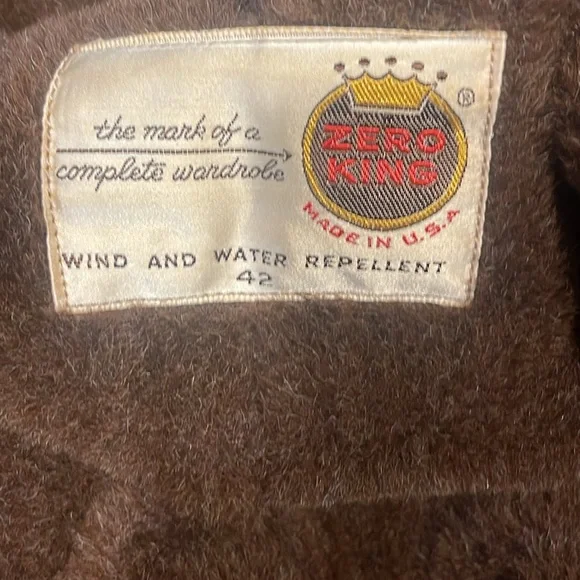 the mark of a
complete wardrobe
ZERO
KING
®
MADE IN U.S.A
WIND AND WATER REPELLENT
42